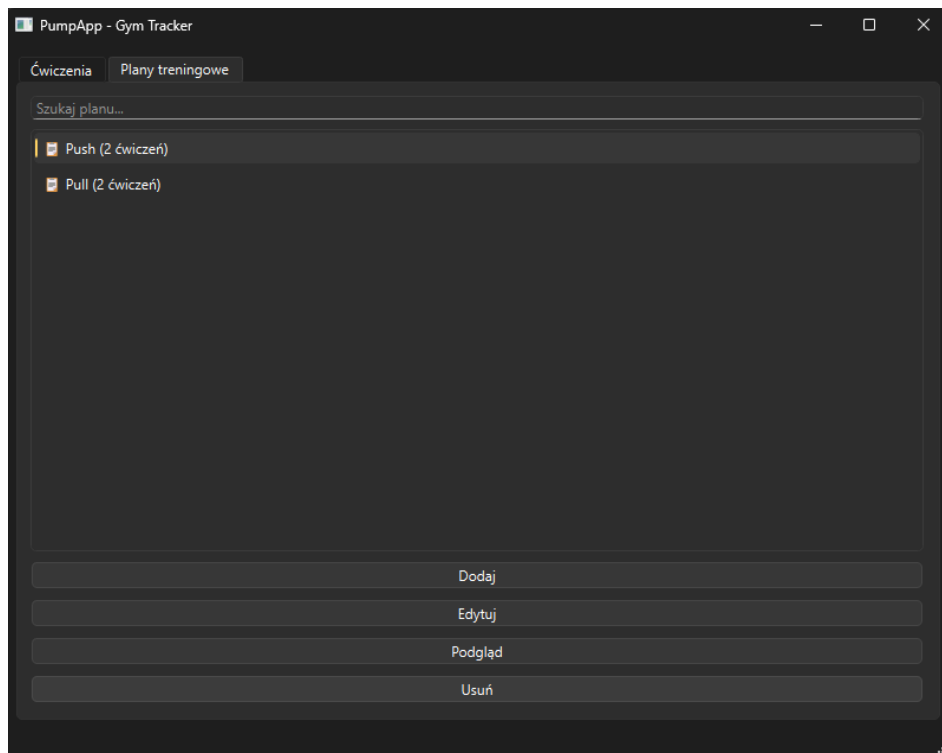 PumpApp - Gym Tracker
Ćwiczenia Plany treningowe
Szukaj planu...
Push (2 ćwiczeń)
Pull (2 ćwiczeń)
Dodaj
Edytuj
Podgląd
Usuń